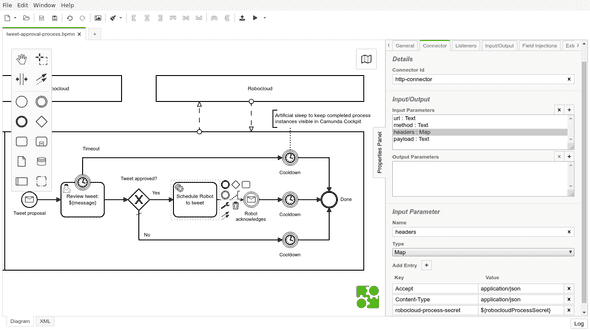 File Edit Window Help
tweet-approval-process.bpmn × +
General Connector Listeners Input/Output Field Injections
Details
Connector Id
http-connector
Input/Output
Input Parameters
url : Text
method : Text
headers : Map
payload : Text
Output Parameters
Input Parameter
Name
headers
Type
Map
Add Entry +
Key Value
Accept application/json
Content-Type application/json
robocloud-process-secret ${robocloudProcessSecret}
Properties Panel
ocloud
Robocloud
Artificial sleep to keep completed process
instances visible in Camunda Cockpit
Timeout
Cooldown
Tweet approved?
Yes
Review tweet:
${message}
Schedule Robot
to tweet
Tweet proposal
Robot
acknowledges
Cooldown
Done
No
Cooldown
Diagram XML
Log